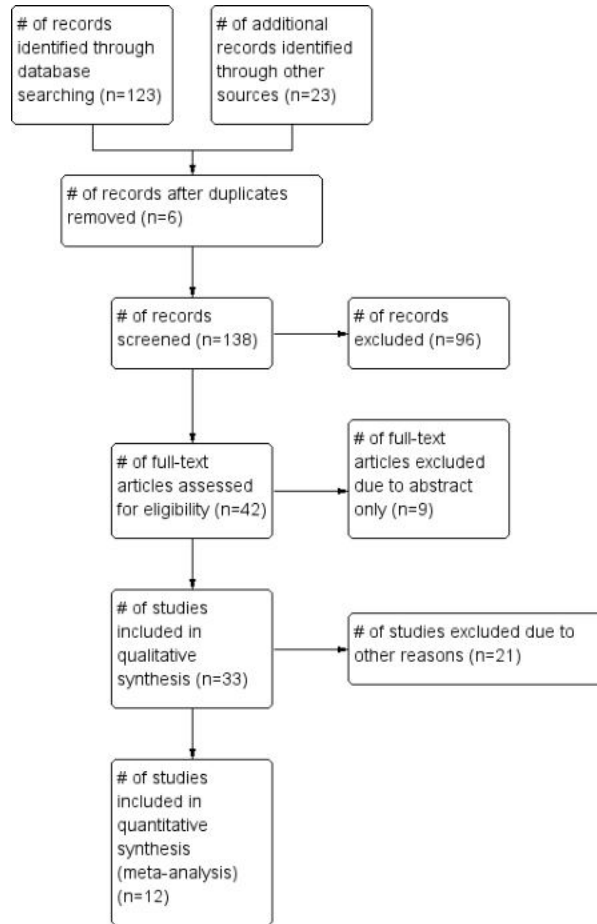 # of records
identified through
database
searching (n=123)
# of additional
records identified
through other
sources (n=23)
# of records after duplicates
removed (n=6)
# of records
screened (n=138)
# of records
excluded (n=96)
# of full-text
articles assessed
for eligibility (n=42)
# of full-text
articles excluded
due to abstract
only (n=9)
# of studies
included in
qualitative
synthesis (n=33)
# of studies excluded due to
other reasons (n=21)
# of studies
included in
quantitative
synthesis
(meta-analysis)
(n=12)